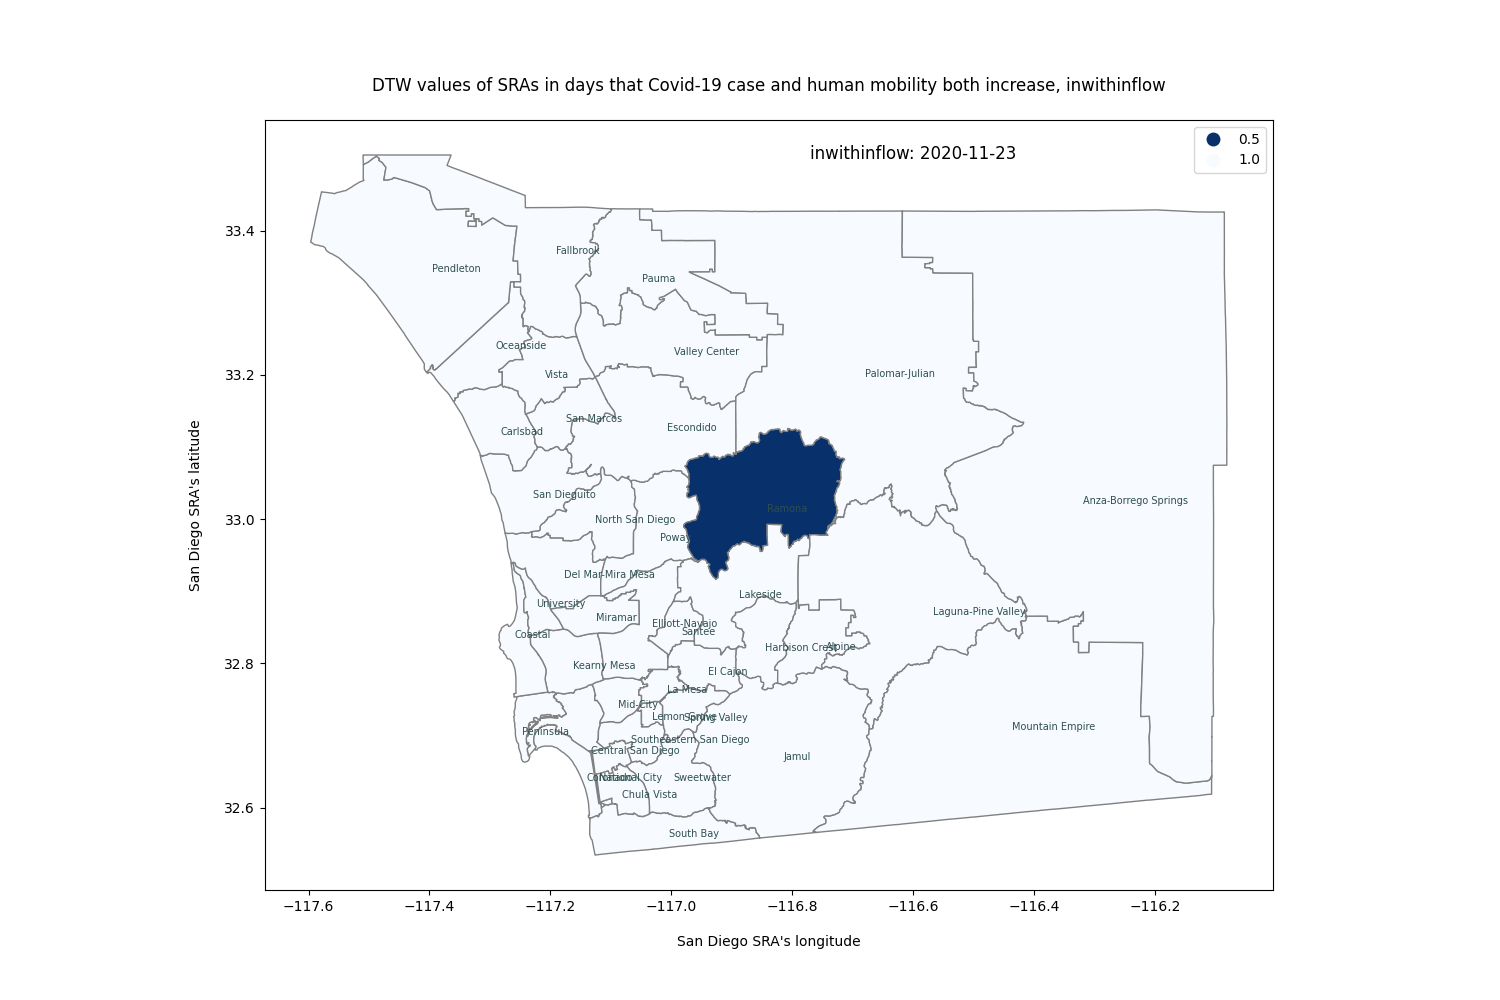 DTW values of SRAs in days that Covid-19 case and human mobility both increase, inwithinflow
inwithinflow: 2020-11-23
0.5
1.0
33.4
33.2
33.0
32.8
32.6
San Diego SRA's latitude
Fallbrook
Pendleton
Pauma
Oceanside
Valley Center
Vista
Palomar-Julian
San Marcos
Carlsbad
Escondido
San Dieguito
Anza-Borrego Springs
Ramona
North San Diego
Poway
Del Mar-Mira Mesa
Lakeside
University
Miramar
Laguna-Pine Valley
Elliott-Navajo
Santee
Coastal
Harbison Crest
Alpine
Kearny Mesa
El Cajon
La Mesa
Mid-City
Lemon Grove
Spring Valley
Mountain Empire
Peninsula
Southeastern San Diego
Central San Diego
Jamul
Coronado
National City
Sweetwater
Chula Vista
South Bay
−117.6
−117.4
−117.2
−117.0
−116.8
−116.6
−116.4
−116.2
San Diego SRA's longitude